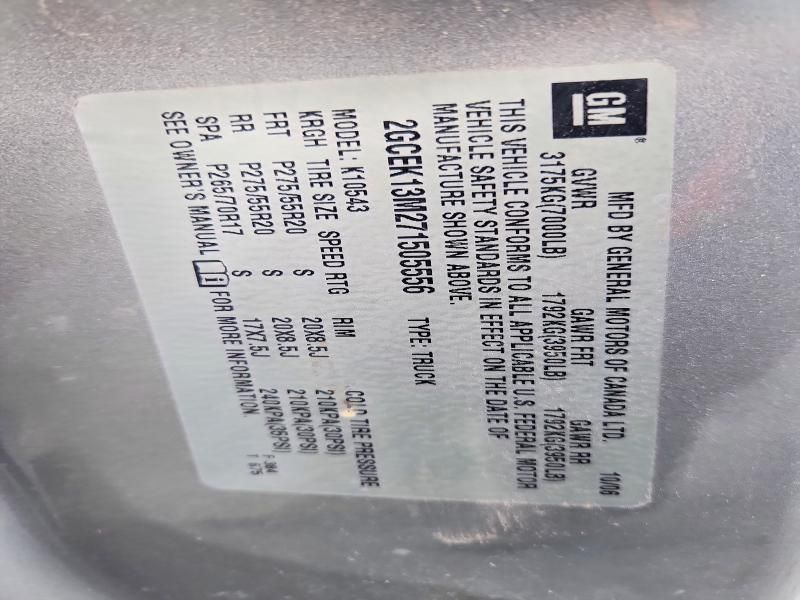 GM®
MFD BY GENERAL MOTORS OF CANADA LTD. 10/06
GVWR GAWR FRT GAWR RR
3175KG(7000LB) 1792KG(3950LB) 1792KG(3950LB)
THIS VEHICLE CONFORMS TO ALL APPLICABLE U.S. FEDERAL MOTOR
VEHICLE SAFETY STANDARDS IN EFFECT ON THE DATE OF
MANUFACTURE SHOWN ABOVE.
2GCEK13M271505556 TYPE: TRUCK
MODEL: K10543
KRGH TIRE SIZE SPEED RTG RIM COLD TIRE PRESSURE
FRT P275/55R20 S 20X8.5J 210KPA(30PSI)
RR P275/55R20 S 20X8.5J 210KPA(30PSI)
SPA P265/70R17 S 17X7.5J 240KPA(35PSI)
SEE OWNER'S MANUAL FOR MORE INFORMATION
F: 384
T: 675